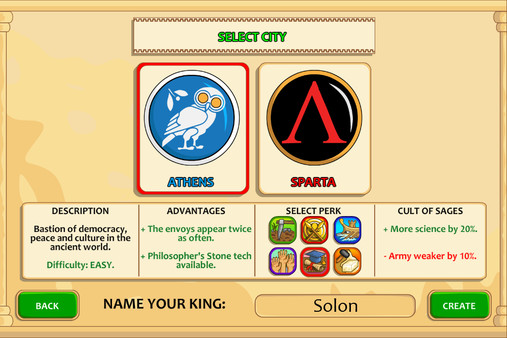 SELECT CITY
ATHENS
SPARTA
DESCRIPTION
Bastion of democracy,
peace and culture in the
ancient world.
Difficulty: EASY.
ADVANTAGES
+ The envoys appear twice
as often.
+ Philosopher's Stone tech
available.
SELECT PERK
CULT OF SAGES
+ More science by 20%.
- Army weaker by 10%.
BACK
NAME YOUR KING:
Solon
CREATE